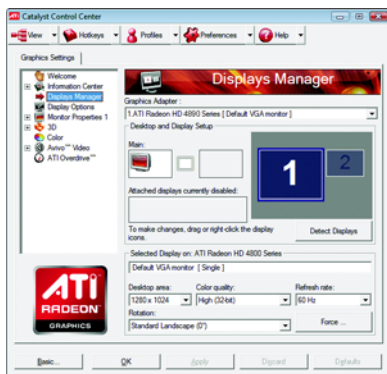 Catalyst Control Center
View Hotkeys Profiles Preferences Help
Graphics Settings
Welcome
Information Center
Displays Manager
Display Options
Monitor Properties 1
3D
Color
Avivo™ Video
ATI Overdrive™
ATI
RADEON
GRAPHICS
Displays Manager
Graphics Adapter :
1.ATI Radeon HD 4890 Series [ Default VGA monitor ]
Desktop and Display Setup
Main:
1
2
Attached displays currently disabled:
To make changes, drag or right-click the display
icons.
Detect Displays
Selected Display on: ATI Radeon HD 4800 Series
Default VGA monitor [ Single ]
Desktop area:
Color quality:
Refresh rate:
1280 x 1024
High (32-bit)
60 Hz
Rotation:
Standard Landscape (0°)
Force ...
Basic... OK Apply Discard Defaults